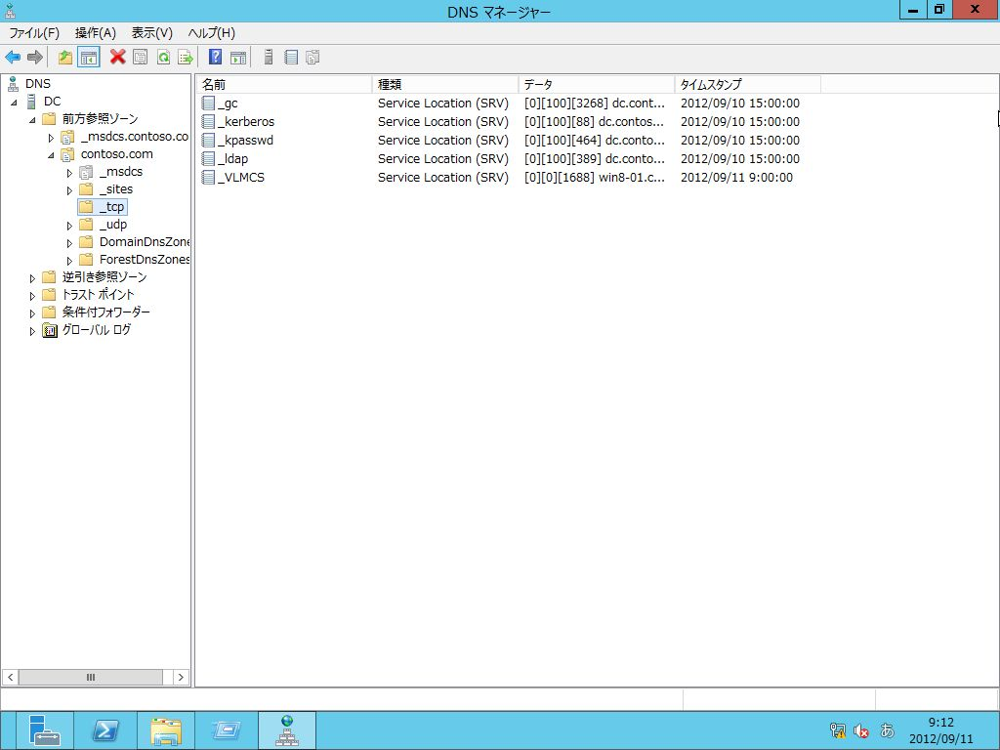 DNS マネージャー
ファイル(F) 操作(A) 表示(V) ヘルプ(H)
DNS
DC
前方参照ゾーン
_msdcs.contoso.co
contoso.com
_msdcs
_sites
_tcp
_udp
DomainDnsZone
ForestDnsZones
逆引き参照ゾーン
トラスト ポイント
条件付フォワーダー
グローバル ログ
名前 種類 データ タイムスタンプ
_gc Service Location (SRV) [0][100][3268] dc.cont... 2012/09/10 15:00:00
_kerberos Service Location (SRV) [0][100][88] dc.contos... 2012/09/10 15:00:00
_kpasswd Service Location (SRV) [0][100][464] dc.conto... 2012/09/10 15:00:00
_ldap Service Location (SRV) [0][100][389] dc.conto... 2012/09/10 15:00:00
_VLMCS Service Location (SRV) [0][0][1688] win8-01.c... 2012/09/11 9:00:00
あ
9:12
2012/09/11